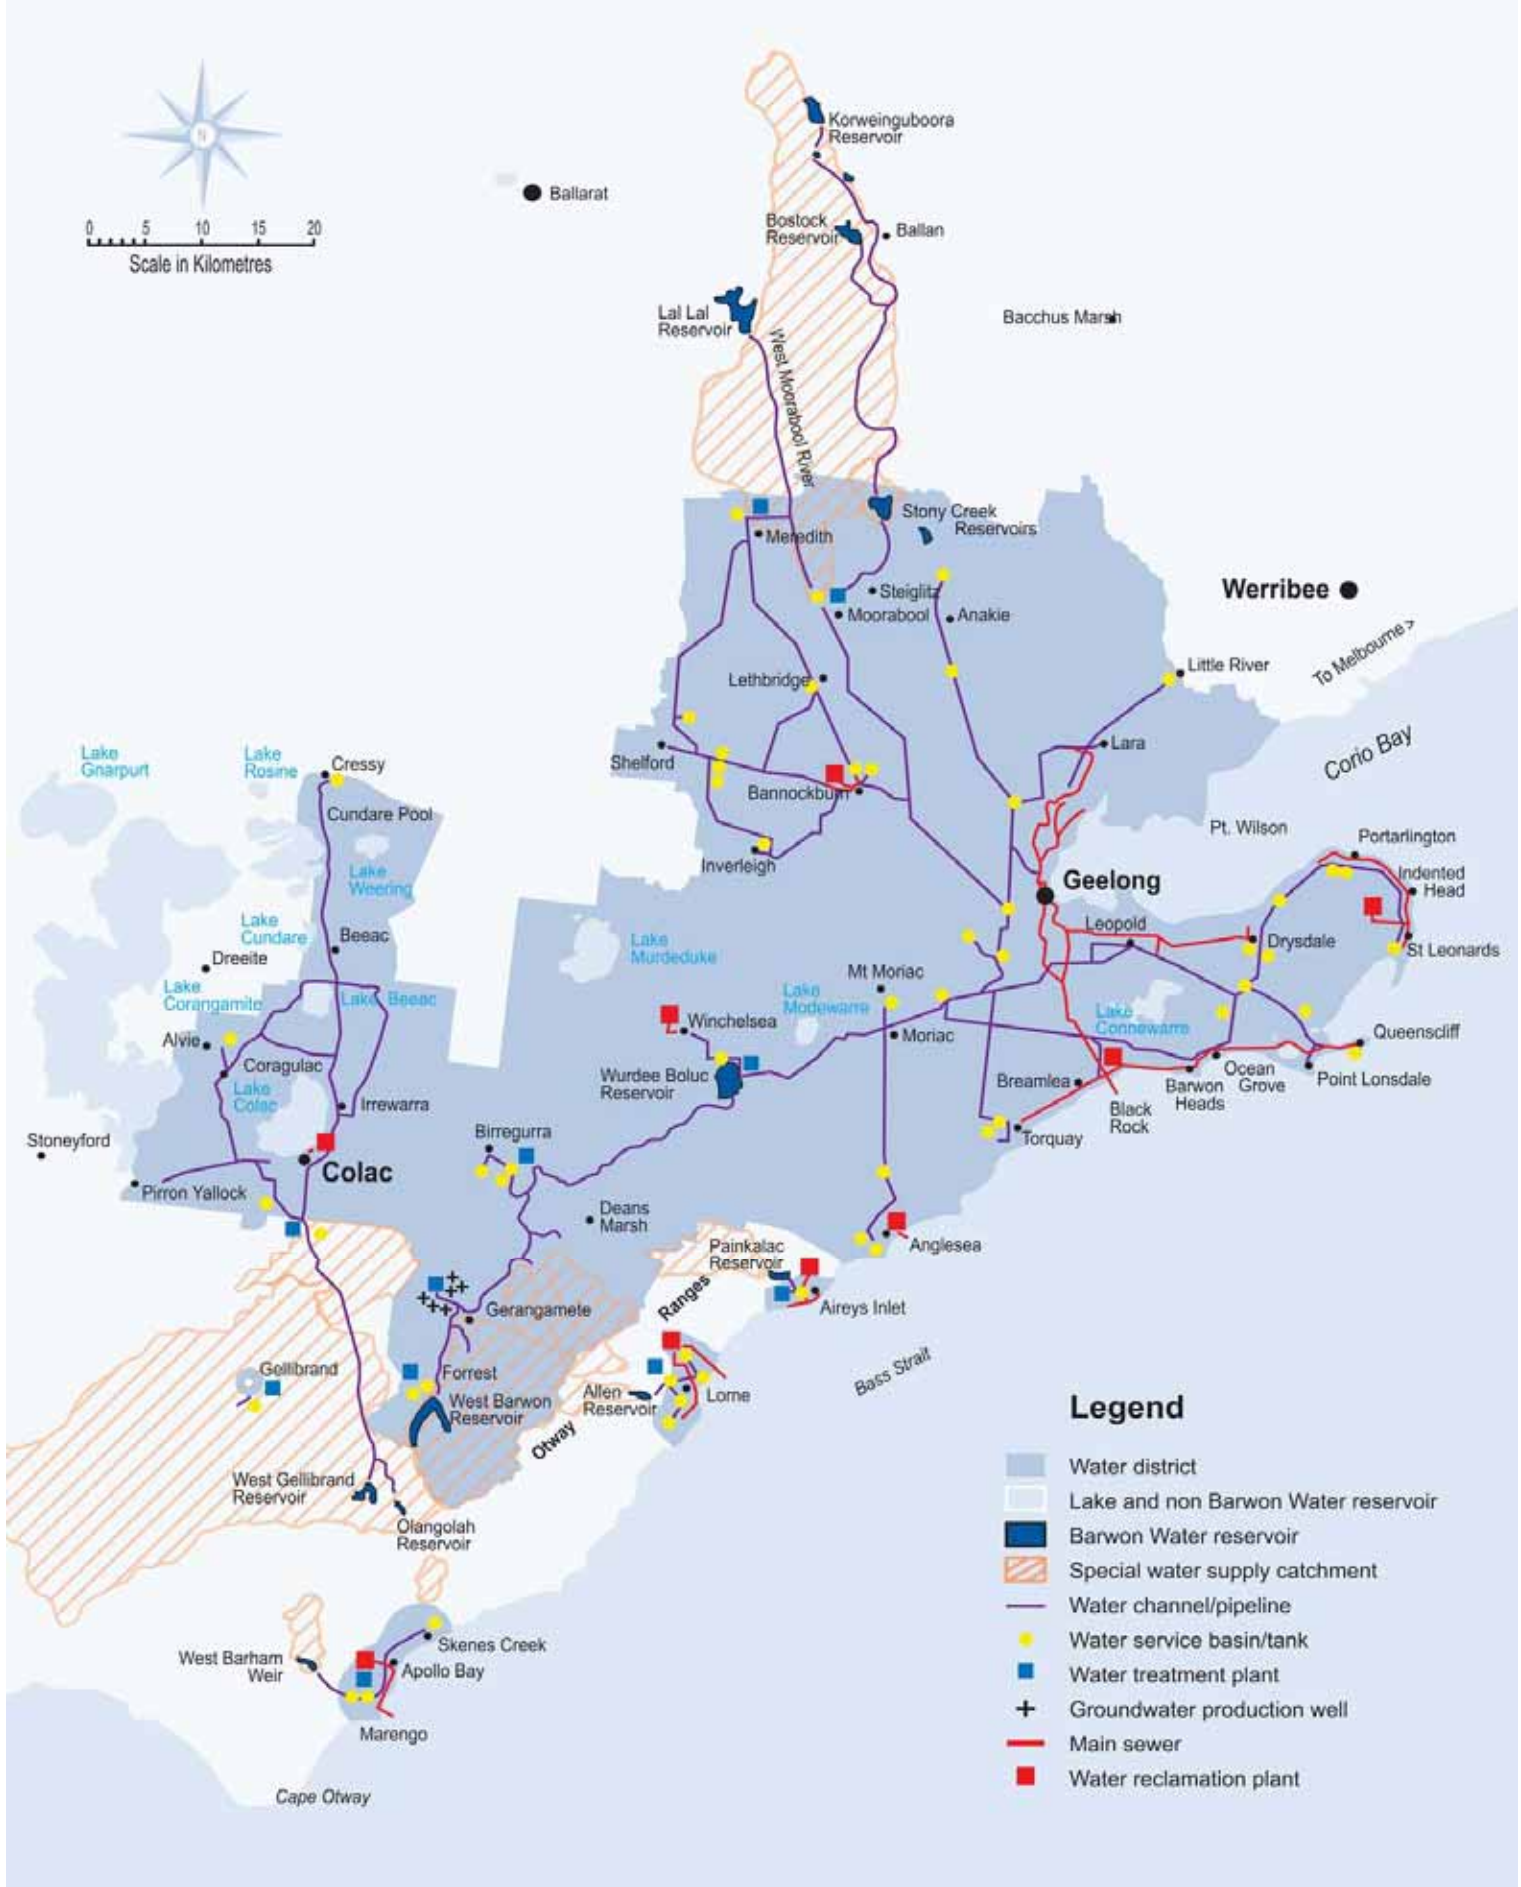 Korweinguboora
Reservoir
N
Ballarat
0 5 10 15 20
Scale in Kilometres
Bostock
Reservoir
Ballan
Lal Lal
Reservoir
Bacchus Marsh
West Moorabool River
Stony Creek
Reservoirs
Meredith
Steiglitz
Werribee
Moorabool
Anakie
To Melbourne >
Little River
Lethbridge
Corio Bay
Lara
Shelford
Lake
Gnarpurt
Lake
Rosine
Cressy
Bannockburn
Cundare Pool
Pt. Wilson
Portarlington
Inverleigh
Lake
Weering
Indented
Head
Geelong
Leopold
Lake
Cundare
Beeac
Drysdale
St Leonards
Lake
Murdeduke
Dreeite
Mt Moriac
Lake
Corangamite
Lake Beeac
Lake
Modewarre
Lake
Connewarre
Winchelsea
Queenscliff
Alvie
Moriac
Coragulac
Wurdee Boluc
Reservoir
Ocean
Grove
Point Lonsdale
Breamlea
Barwon
Heads
Lake
Colac
Irrewarra
Black
Rock
Stoneyford
Birregurra
Torquay
Colac
Pirron Yallock
Deans
Marsh
Painkalac
Reservoir
Anglesea
Ranges
Gerangamete
Aireys Inlet
Bass Strait
Gellibrand
Forrest
Allen
Reservoir
Lorne
West Barwon
Reservoir
Otway
West Gellibrand
Reservoir
Olangolah
Reservoir
Skenes Creek
West Barham
Weir
Apollo Bay
Marengo
Cape Otway
Legend
Water district
Lake and non Barwon Water reservoir
Barwon Water reservoir
Special water supply catchment
Water channel/pipeline
Water service basin/tank
Water treatment plant
Groundwater production well
Main sewer
Water reclamation plant